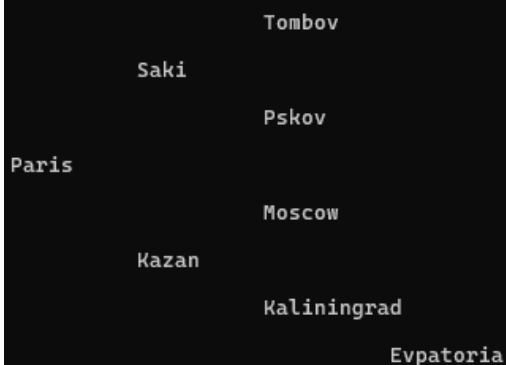 Tombov
Saki
Pskov
Paris
Moscow
Kazan
Kaliningrad
Evpatoria